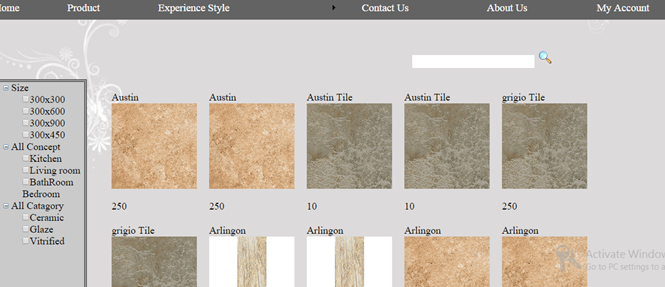 ome Product Experience Style Contact Us About Us My Account
Size
300x300
300x600
300x900
300x450
All Concept
Kitchen
Living room
BathRoom
Bedroom
All Catagory
Ceramic
Glaze
Vitrified
Austin Austin Austin Tile Austin Tile grigio Tile
250 250 10 10 250
grigio Tile Arlingon Arlingon Arlingon Arlingon
Activate Window
Go to PC settings to a